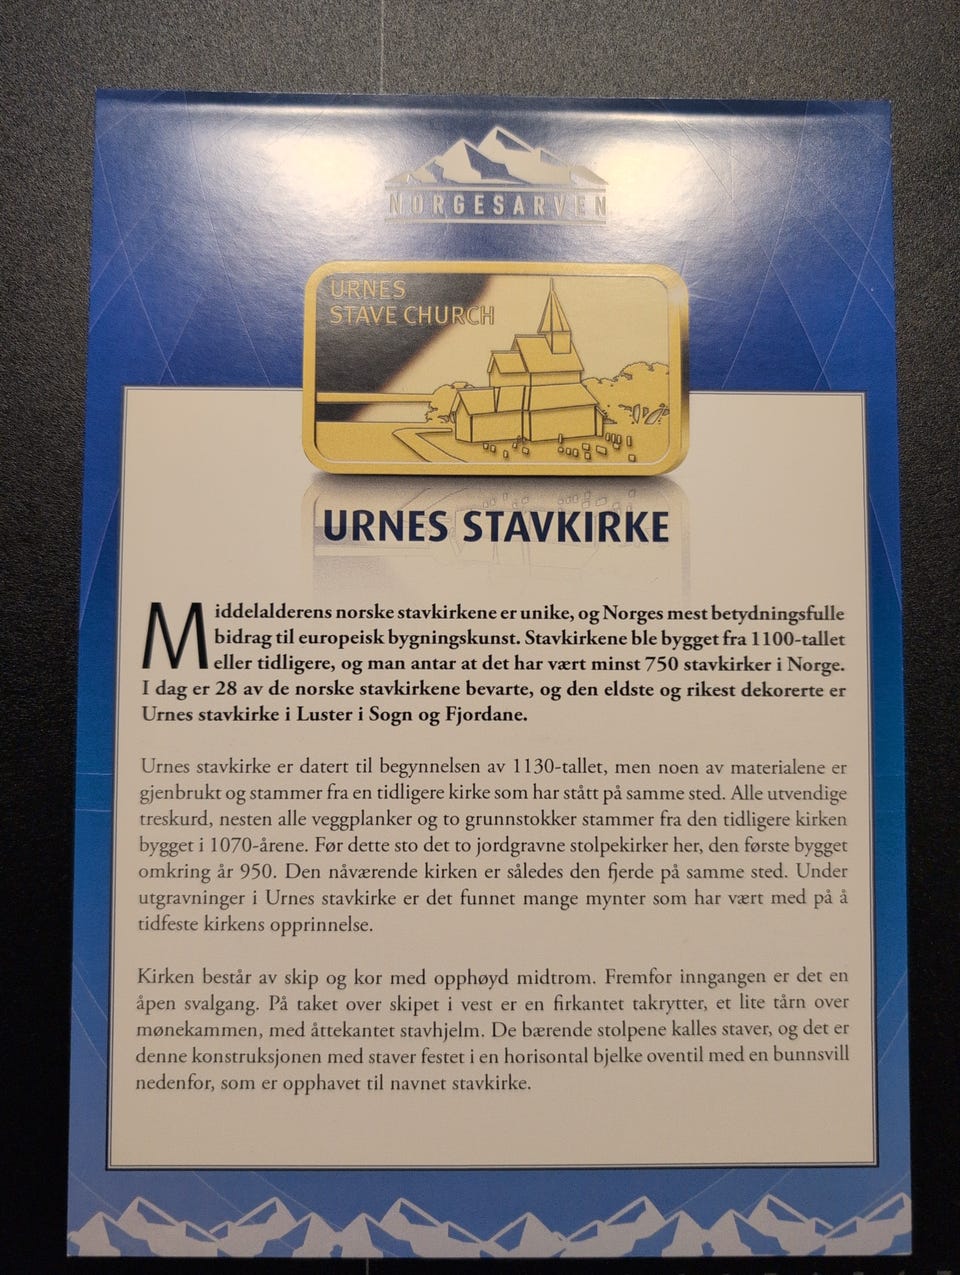 NORGESARVEN
URNES
STAVE CHURCH
URNES STAVKIRKE
Middelalderens norske stavkirkene er unike, og Norges mest betydningsfulle
bidrag til europeisk bygningskunst. Stavkirkene ble bygget fra 1100-tallet
eller tidligere, og man antar at det har vært minst 750 stavkirker i Norge.
I dag er 28 av de norske stavkirkene bevarte, og den eldste og rikest dekorerte er
Urnes stavkirke i Luster i Sogn og Fjordane.
Urnes stavkirke er datert til begynnelsen av 1130-tallet, men noen av materialene er
gjenbrukt og stammer fra en tidligere kirke som har stått på samme sted. Alle utvendige
treskurd, nesten alle veggplanker og to grunnstokker stammer fra den tidligere kirken
bygget i 1070-årene. Før dette sto det to jordgravne stolpekirker her, den første bygget
omkring år 950. Den nåværende kirken er således den fjerde på samme sted. Under
utgravninger i Urnes stavkirke er det funnet mange mynter som har vært med på å
tidfeste kirkens opprinnelse.
Kirken består av skip og kor med opphøyd midtrom. Fremfor inngangen er det en
åpen svalgang. På taket over skipet i vest er en firkantet takrytter, et lite tårn over
mønekammen, med åttekantet stavhjelm. De bærende stolpene kalles staver, og det er
denne konstruksjonen med staver festet i en horisontal bjelke oventil med en bunnsvill
nedenfor, som er opphavet til navnet stavkirke.